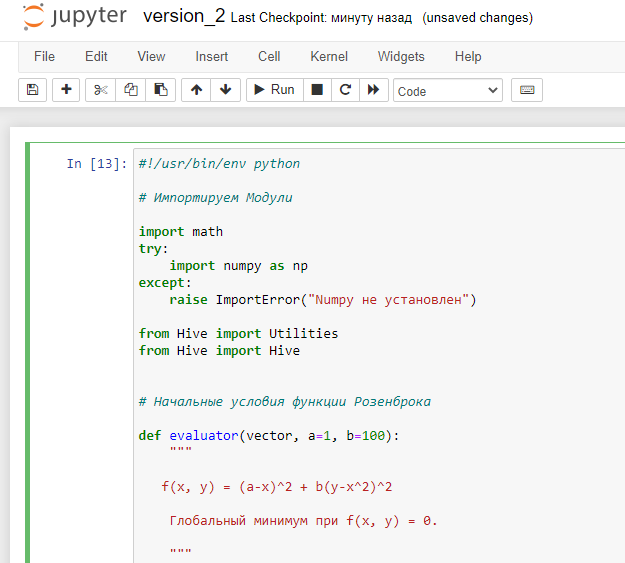 jupyter version_2 Last Checkpoint: минуту назад (unsaved changes)
File Edit View Insert Cell Kernel Widgets Help
Run Code
In [13]: #!/usr/bin/env python
# Импортируем Модули
import math
try:
    import numpy as np
except:
    raise ImportError("Numpy не установлен")
from Hive import Utilities
from Hive import Hive
# Начальные условия функции Розенброка
def evaluator(vector, a=1, b=100):
    """
   f(x, y) = (a-x)^2 + b(y-x^2)^2
    Глобальный минимум при f(x, y) = 0.
    """